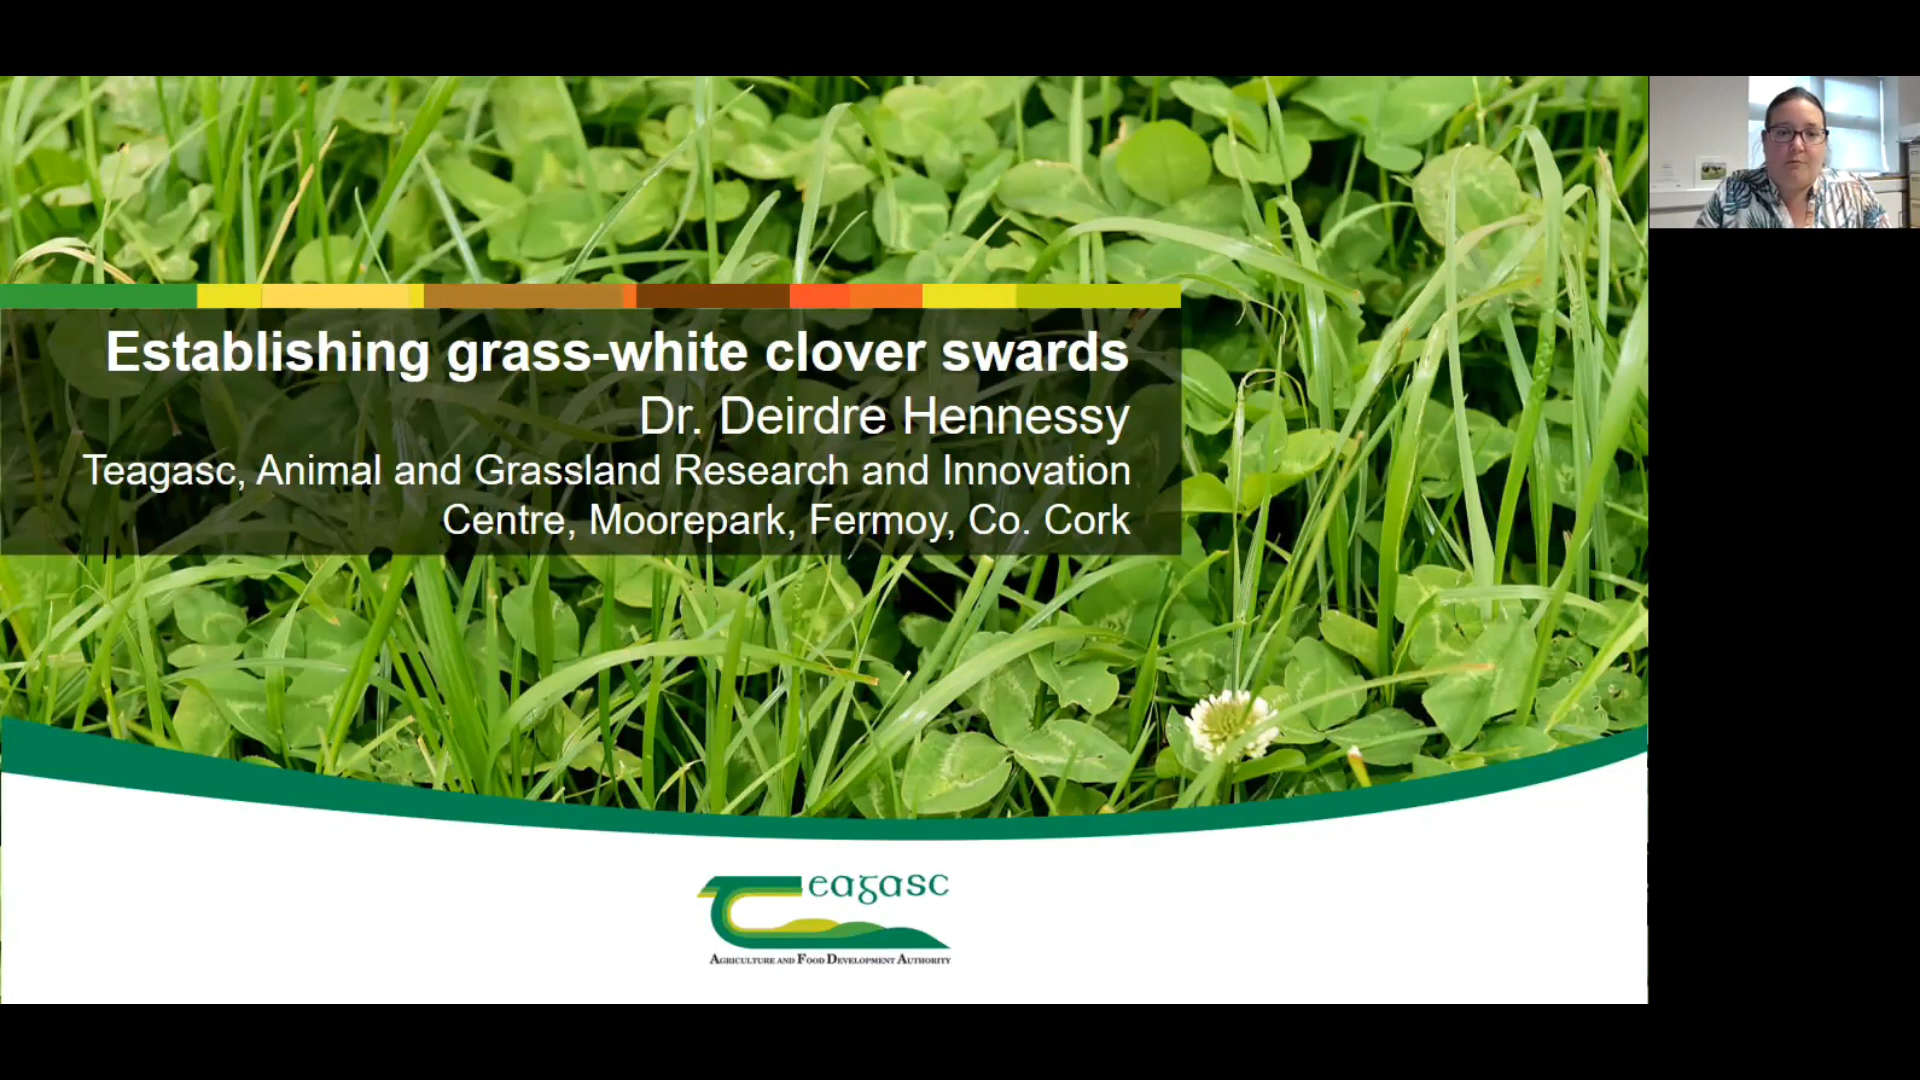 Establishing grass-white clover swards
Dr. Deirdre Hennessy
Teagasc, Animal and Grassland Research and Innovation
Centre, Moorepark, Fermoy, Co. Cork
Teagasc
AGRICULTURE AND FOOD DEVELOPMENT AUTHORITY